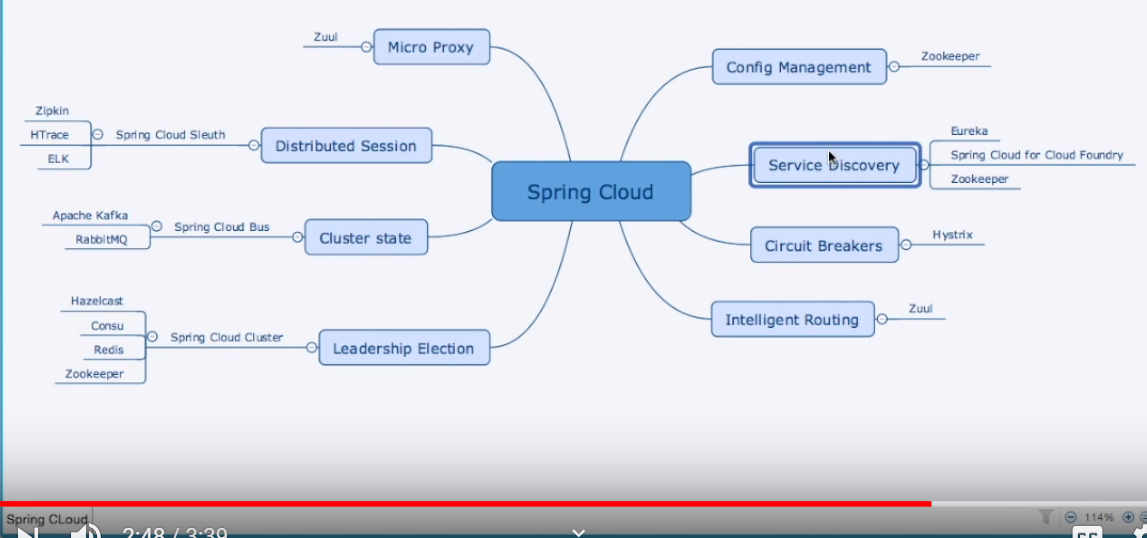 Zuul
Micro Proxy
Zipkin
HTrace
ELK
Spring Cloud Sleuth
Distributed Session
Apache Kafka
RabbitMQ
Spring Cloud Bus
Cluster state
Hazelcast
Consu
Redis
Zookeeper
Spring Cloud Cluster
Leadership Election
Spring Cloud
Config Management
Zookeeper
Service Discovery
Eureka
Spring Cloud for Cloud Foundry
Zookeeper
Circuit Breakers
Hystrix
Intelligent Routing
Zuul
Spring CLoud
2:48 / 3:39
114%